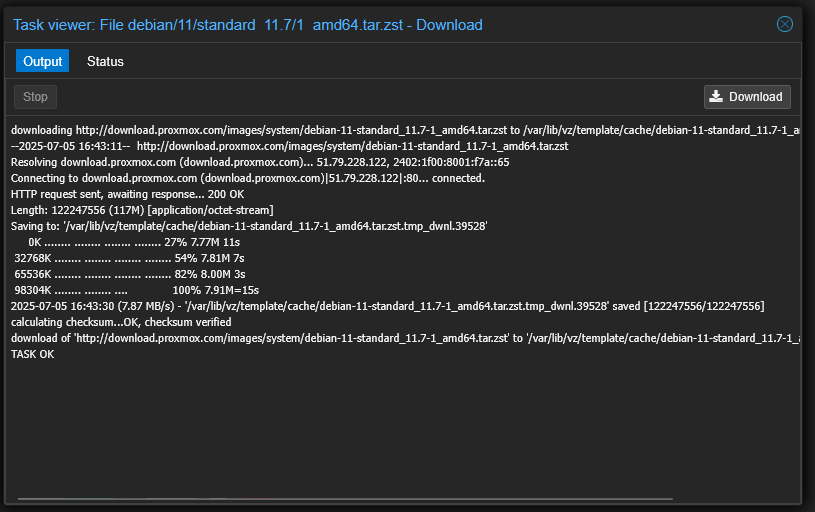 Task viewer: File debian/11/standard 11.7/1 amd64.tar.zst - Download
Output Status
Stop Download
downloading http://download.proxmox.com/images/system/debian-11-standard_11.7-1_amd64.tar.zst to /var/lib/vz/template/cache/debian-11-standard_11.7-1_a
--2025-07-05 16:43:11-- http://download.proxmox.com/images/system/debian-11-standard_11.7-1_amd64.tar.zst
Resolving download.proxmox.com (download.proxmox.com)... 51.79.228.122, 2402:1f00:8001:f7a::65
Connecting to download.proxmox.com (download.proxmox.com)|51.79.228.122|:80... connected.
HTTP request sent, awaiting response... 200 OK
Length: 122247556 (117M) [application/octet-stream]
Saving to: '/var/lib/vz/template/cache/debian-11-standard_11.7-1_amd64.tar.zst.tmp_dwnl.39528'
0K ........ ........ ........ ........ 27% 7.77M 11s
32768K ........ ........ ........ ........ 54% 7.81M 7s
65536K ........ ........ ........ ........ 82% 8.00M 3s
98304K ........ ........ .... 100% 7.91M=15s
2025-07-05 16:43:30 (7.87 MB/s) - '/var/lib/vz/template/cache/debian-11-standard_11.7-1_amd64.tar.zst.tmp_dwnl.39528' saved [122247556/122247556]
calculating checksum...OK, checksum verified
download of 'http://download.proxmox.com/images/system/debian-11-standard_11.7-1_amd64.tar.zst' to '/var/lib/vz/template/cache/debian-11-standard_11.7-1_a
TASK OK